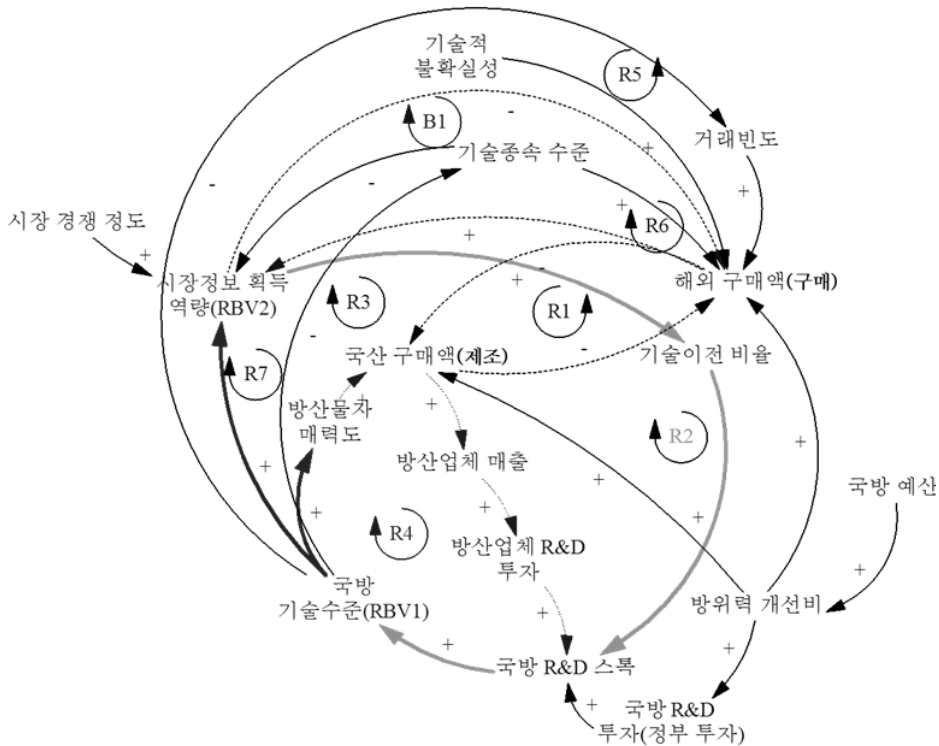 기술적
불확실성
R5
-
B1
-
+
기술종속 수준
거래빈도
-
-
+
시장 경쟁 정도
+
R6
+
+
시장정보 획득
역량(RBV2)
-
+
해외 구매액(구매)
R3
R1
-
국산 구매액(제조)
-
기술이전 비율
R7
방산물자
매력도
+
+
R2
+
방산업체 매출
+
+
국방 예산
+
R4
+
방산업체 R&D
투자
+
+
국방
기술수준(RBV1)
+
방위력 개선비
+
국방 R&D 스톡
+
+
국방 R&D
투자(정부 투자)